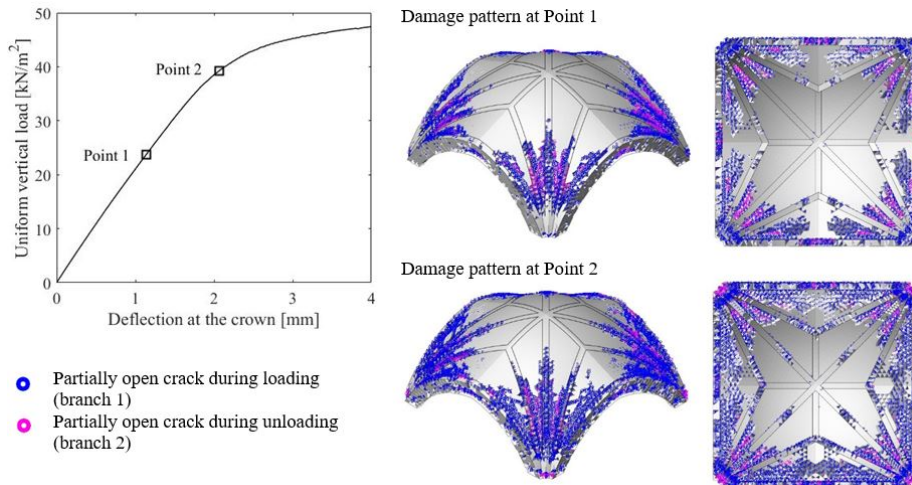 Damage pattern at Point 1
50
40
30
20
10
0
Uniform vertical load [kN/m²]
Point 2
Point 1
0 1 2 3 4
Deflection at the crown [mm]
Damage pattern at Point 2
Partially open crack during loading
(branch 1)
Partially open crack during unloading
(branch 2)